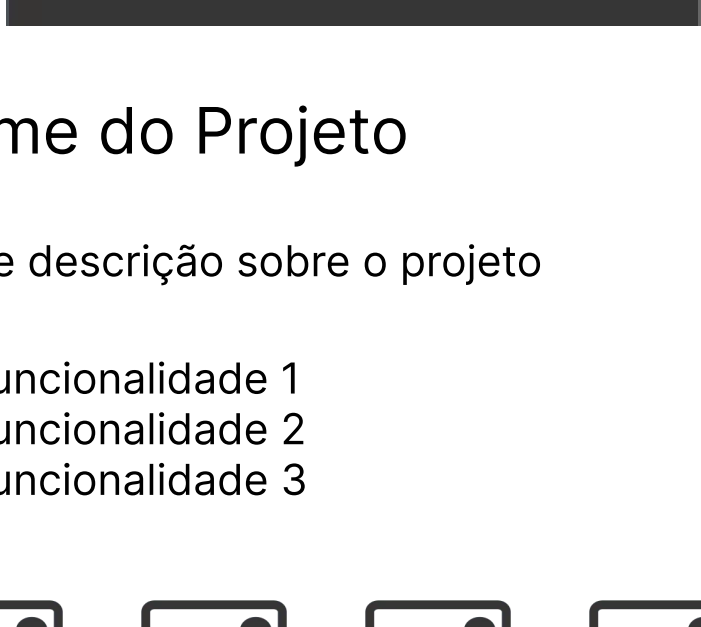 me do Projeto
e descrição sobre o projeto
uncionalidade 1
uncionalidade 2
uncionalidade 3